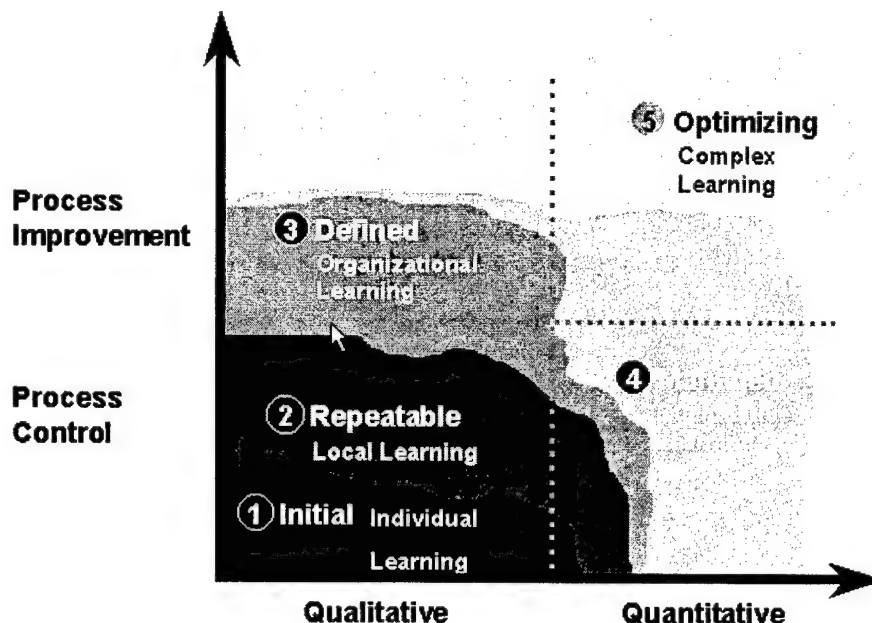 5 Optimizing
Complex
Learning
Process
Improvement
3 Defined
Organizational
Learning
4
Process
Control
2 Repeatable
Local Learning
1 Initial Individual
Learning
Qualitative Quantitative